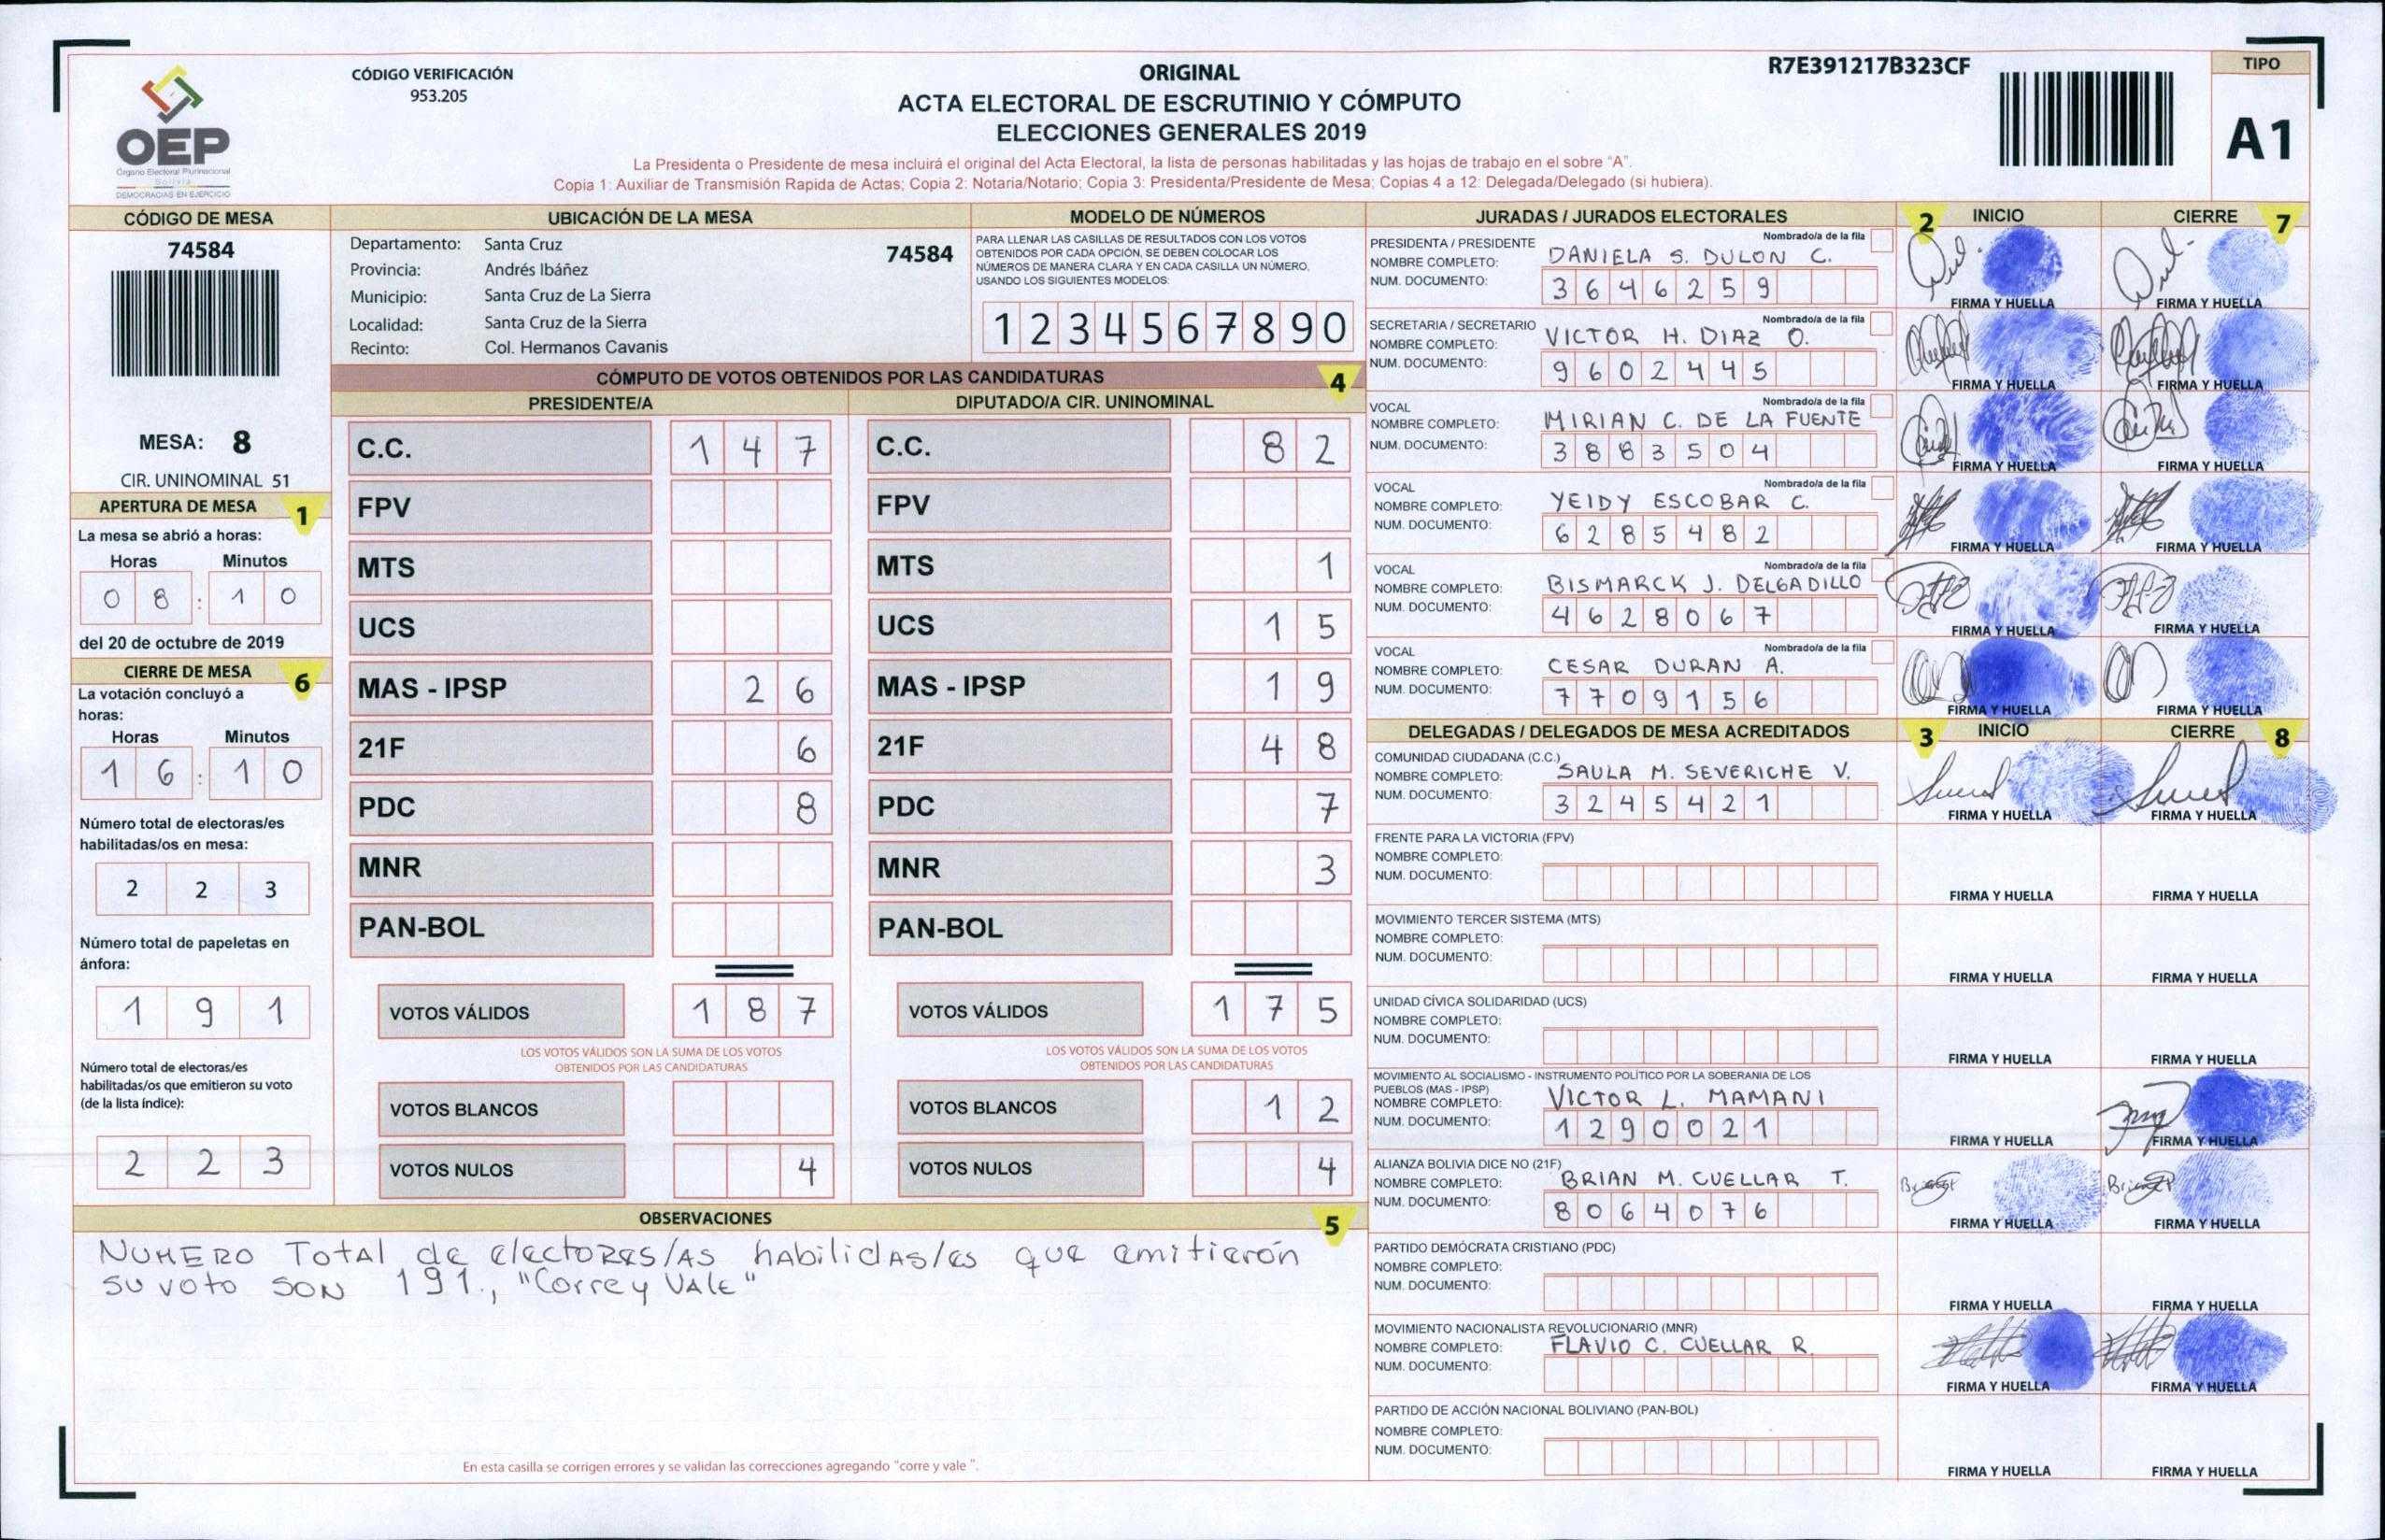 CÓDIGO VERIFICACIÓN
953.205
OEP
Órgano Electoral Plurinacional
Bolivia
DEMOCRACIAS EN EJERCICIO
ORIGINAL
ACTA ELECTORAL DE ESCRUTINIO Y CÓMPUTO
ELECCIONES GENERALES 2019
La Presidenta o Presidente de mesa incluirá el original del Acta Electoral, la lista de personas habilitadas y las hojas de trabajo en el sobre "A".
Copia 1: Auxiliar de Transmisión Rapida de Actas; Copia 2: Notaria/Notario; Copia 3: Presidenta/Presidente de Mesa; Copias 4 a 12: Delegada/Delegado (si hubiera).
R7E391217B323CF
TIPO
A1
CÓDIGO DE MESA
74584
MESA: 8
CIR. UNINOMINAL 51
APERTURA DE MESA 1
La mesa se abrió a horas:
Horas Minutos
08:10
del 20 de octubre de 2019
CIERRE DE MESA 6
La votación concluyó a
horas:
Horas Minutos
16:10
Número total de electoras/es
habilitadas/os en mesa:
2 2 3
Número total de papeletas en
ánfora:
1 9 1
Número total de electoras/es
habilitadas/os que emitieron su voto
(de la lista índice):
2 2 3
UBICACIÓN DE LA MESA
Departamento: Santa Cruz 74584
Provincia: Andrés Ibáñez
Municipio: Santa Cruz de La Sierra
Localidad: Santa Cruz de la Sierra
Recinto: Col. Hermanos Cavanis
MODELO DE NÚMEROS
PARA LLENAR LAS CASILLAS DE RESULTADOS CON LOS VOTOS
OBTENIDOS POR CADA OPCIÓN, SE DEBEN COLOCAR LOS
NÚMEROS DE MANERA CLARA Y EN CADA CASILLA UN NÚMERO,
USANDO LOS SIGUIENTES MODELOS:
1 2 3 4 5 6 7 8 9 0
CÓMPUTO DE VOTOS OBTENIDOS POR LAS CANDIDATURAS 4
PRESIDENTE/A
C.C. 1 4 7
FPV
MTS
UCS
MAS - IPSP 2 6
21F 6
PDC 8
MNR
PAN-BOL
VOTOS VÁLIDOS 1 8 7
LOS VOTOS VÁLIDOS SON LA SUMA DE LOS VOTOS
OBTENIDOS POR LAS CANDIDATURAS
VOTOS BLANCOS
VOTOS NULOS 4
DIPUTADO/A CIR. UNINOMINAL
C.C. 8 2
FPV
MTS 1
UCS 1 5
MAS - IPSP 1 9
21F 4 8
PDC 7
MNR 3
PAN-BOL
VOTOS VÁLIDOS 1 7 5
LOS VOTOS VÁLIDOS SON LA SUMA DE LOS VOTOS
OBTENIDOS POR LAS CANDIDATURAS
VOTOS BLANCOS 1 2
VOTOS NULOS 4
OBSERVACIONES 5
NUMERO TOTAL de electores/AS habilidas/es que emitierón
su voto SON 191., "Corre y VALE"
En esta casilla se corrigen errores y se validan las correcciones agregando "corre y vale ".
JURADAS / JURADOS ELECTORALES 2 INICIO CIERRE 7
PRESIDENTA / PRESIDENTE Nombrado/a de la fila
NOMBRE COMPLETO: DANIELA S. DULON C.
NUM. DOCUMENTO: 3646259
FIRMA Y HUELLA FIRMA Y HUELLA
SECRETARIA / SECRETARIO Nombrado/a de la fila
NOMBRE COMPLETO: VICTOR H. DIAZ O.
NUM. DOCUMENTO: 9602445
FIRMA Y HUELLA FIRMA Y HUELLA
VOCAL Nombrado/a de la fila
NOMBRE COMPLETO: MIRIAN C. DE LA FUENTE
NUM. DOCUMENTO: 3883504
FIRMA Y HUELLA FIRMA Y HUELLA
VOCAL Nombrado/a de la fila
NOMBRE COMPLETO: YEIDY ESCOBAR C.
NUM. DOCUMENTO: 6285482
FIRMA Y HUELLA FIRMA Y HUELLA
VOCAL Nombrado/a de la fila
NOMBRE COMPLETO: BISMARCK J. DELGADILLO
NUM. DOCUMENTO: 4628067
FIRMA Y HUELLA FIRMA Y HUELLA
VOCAL Nombrado/a de la fila
NOMBRE COMPLETO: CESAR DURAN A.
NUM. DOCUMENTO: 7709156
FIRMA Y HUELLA FIRMA Y HUELLA
DELEGADAS / DELEGADOS DE MESA ACREDITADOS 3 INICIO CIERRE 8
COMUNIDAD CIUDADANA (C.C.)
NOMBRE COMPLETO: SAULA M. SEVERICHE V.
NUM. DOCUMENTO: 3245421
FIRMA Y HUELLA FIRMA Y HUELLA
FRENTE PARA LA VICTORIA (FPV)
NOMBRE COMPLETO:
NUM. DOCUMENTO:
FIRMA Y HUELLA FIRMA Y HUELLA
MOVIMIENTO TERCER SISTEMA (MTS)
NOMBRE COMPLETO:
NUM. DOCUMENTO:
FIRMA Y HUELLA FIRMA Y HUELLA
UNIDAD CÍVICA SOLIDARIDAD (UCS)
NOMBRE COMPLETO:
NUM. DOCUMENTO:
FIRMA Y HUELLA FIRMA Y HUELLA
MOVIMIENTO AL SOCIALISMO - INSTRUMENTO POLÍTICO POR LA SOBERANIA DE LOS
PUEBLOS (MAS - IPSP)
NOMBRE COMPLETO: VICTOR L. MAMANI
NUM. DOCUMENTO: 1290021
FIRMA Y HUELLA FIRMA Y HUELLA
ALIANZA BOLIVIA DICE NO (21F)
NOMBRE COMPLETO: BRIAN M. CUELLAR T.
NUM. DOCUMENTO: 8064076
FIRMA Y HUELLA FIRMA Y HUELLA
PARTIDO DEMÓCRATA CRISTIANO (PDC)
NOMBRE COMPLETO:
NUM. DOCUMENTO:
FIRMA Y HUELLA FIRMA Y HUELLA
MOVIMIENTO NACIONALISTA REVOLUCIONARIO (MNR)
NOMBRE COMPLETO: FLAVIO C. CUELLAR R.
NUM. DOCUMENTO:
FIRMA Y HUELLA FIRMA Y HUELLA
PARTIDO DE ACCIÓN NACIONAL BOLIVIANO (PAN-BOL)
NOMBRE COMPLETO:
NUM. DOCUMENTO:
FIRMA Y HUELLA FIRMA Y HUELLA